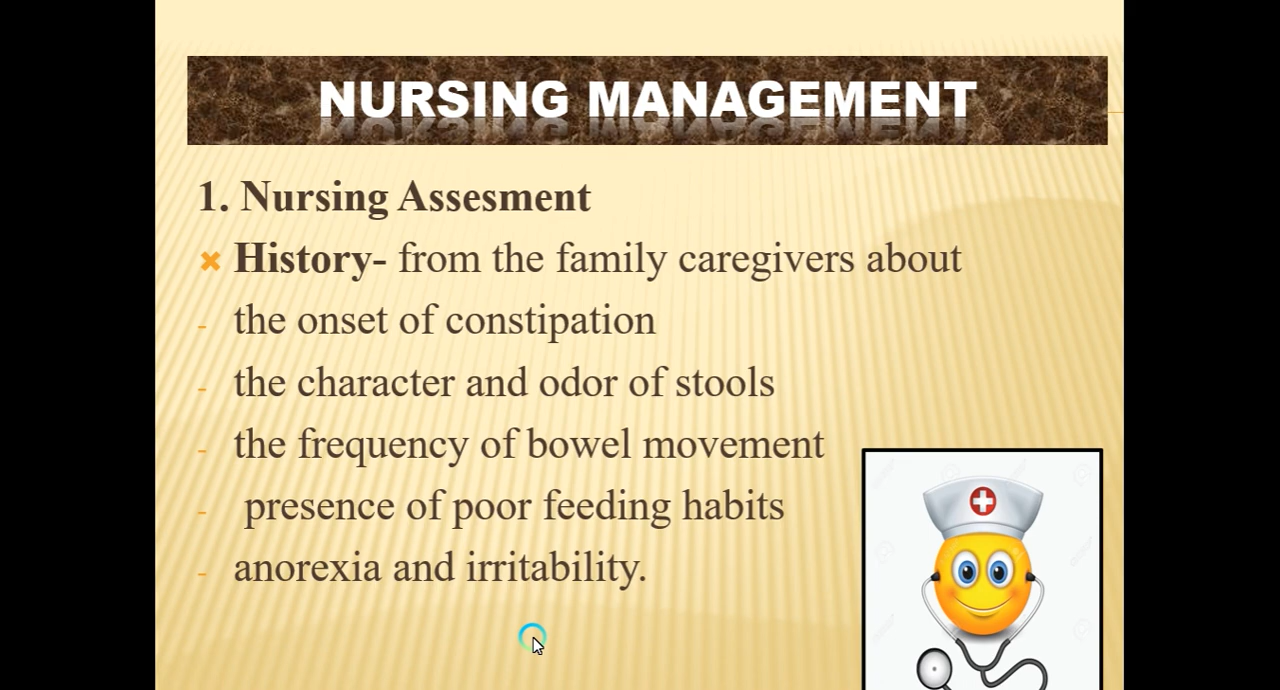 NURSING MANAGEMENT
1. Nursing Assesment
History- from the family caregivers about
- the onset of constipation
- the character and odor of stools
- the frequency of bowel movement
- presence of poor feeding habits
- anorexia and irritability.